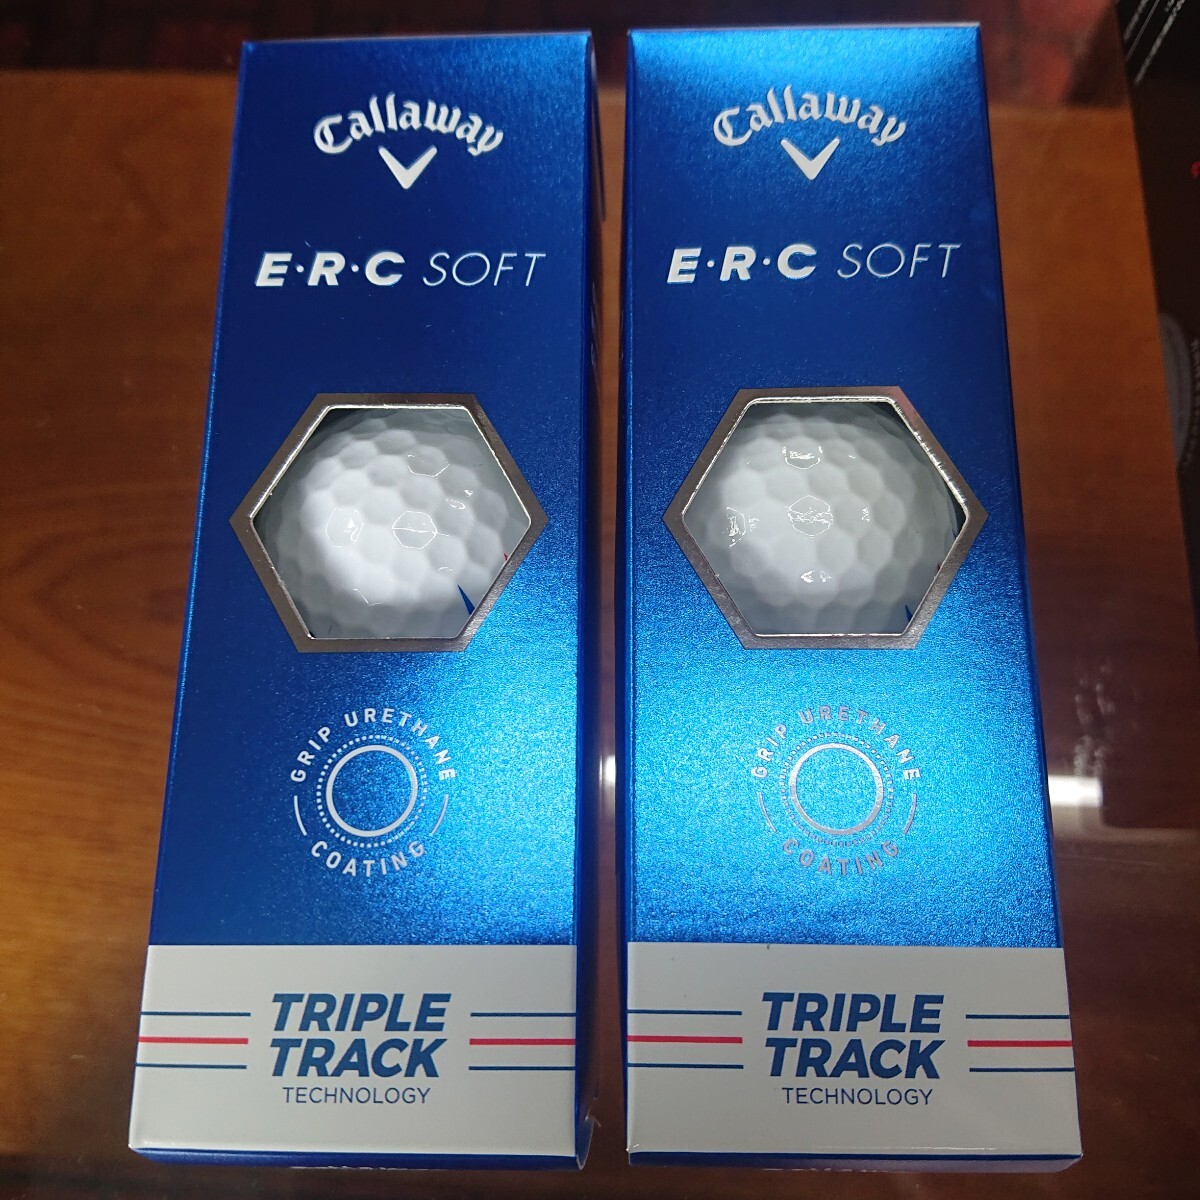 Callaway
E·R·C SOFT
GRIP URETHANE
COATING
TRIPLE
TRACK
TECHNOLOGY
Callaway
E·R·C SOFT
GRIP URETHANE
COATING
TRIPLE
TRACK
TECHNOLOGY